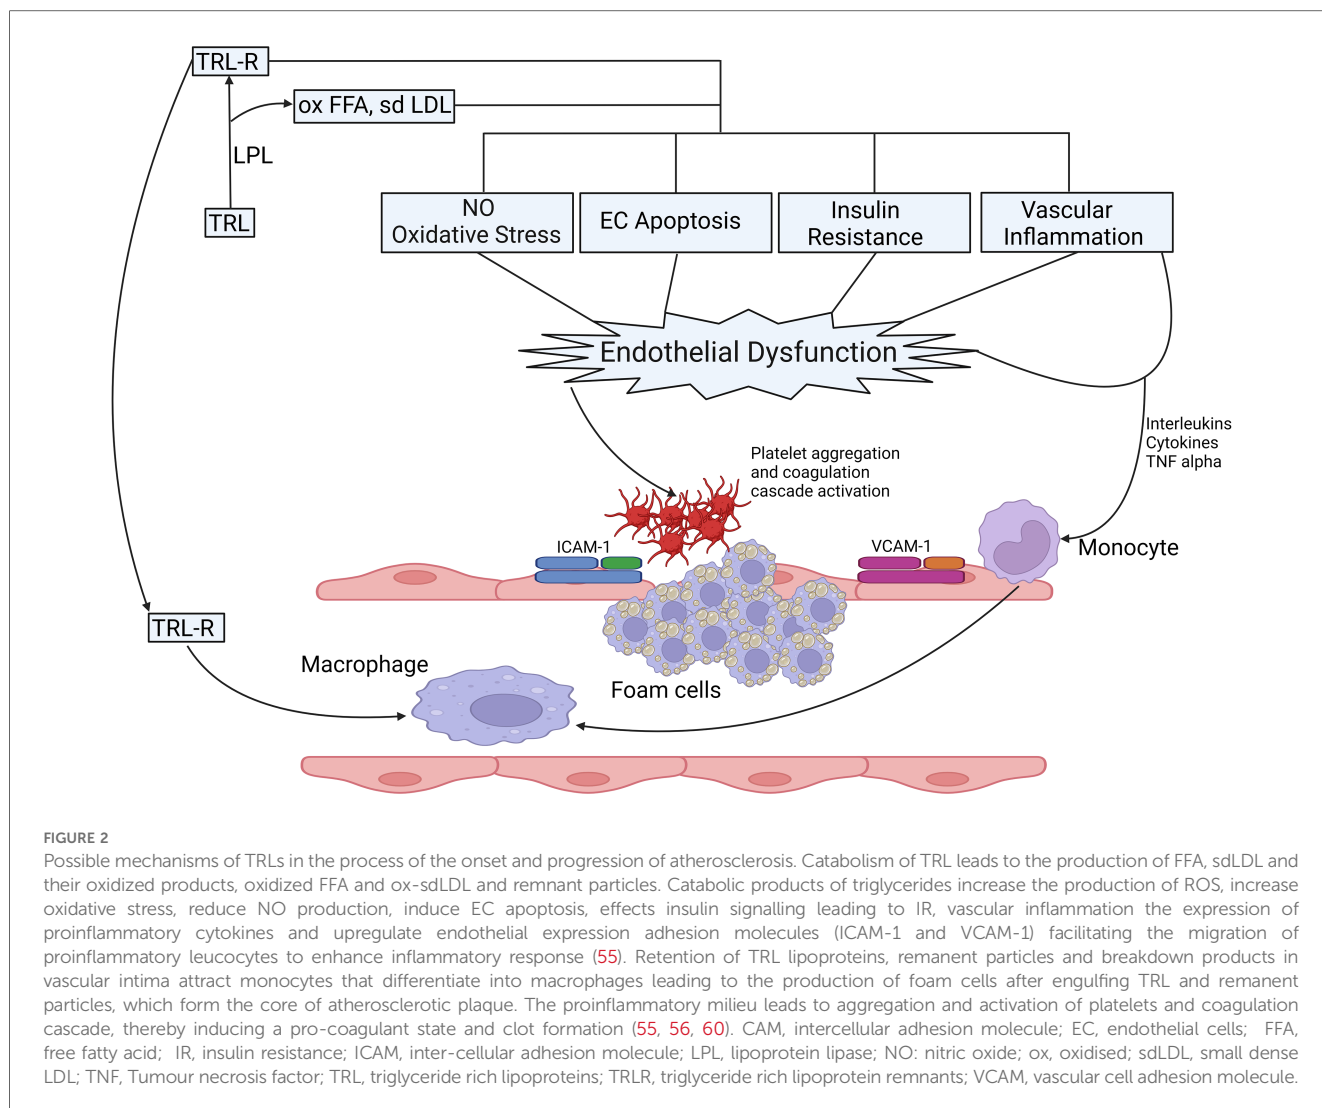 TRL-R
ox FFA, sd LDL
LPL
TRL
NO
Oxidative Stress
EC Apoptosis
Insulin
Resistance
Vascular
Inflammation
Endothelial Dysfunction
Interleukins
Cytokines
TNF alpha
Platelet aggregation
and coagulation
cascade activation
ICAM-1
VCAM-1
Monocyte
TRL-R
Macrophage
Foam cells
FIGURE 2
Possible mechanisms of TRLs in the process of the onset and progression of atherosclerosis. Catabolism of TRL leads to the production of FFA, sdLDL and
their oxidized products, oxidized FFA and ox-sdLDL and remnant particles. Catabolic products of triglycerides increase the production of ROS, increase
oxidative stress, reduce NO production, induce EC apoptosis, effects insulin signalling leading to IR, vascular inflammation the expression of
proinflammatory cytokines and upregulate endothelial expression adhesion molecules (ICAM-1 and VCAM-1) facilitating the migration of
proinflammatory leucocytes to enhance inflammatory response (55). Retention of TRL lipoproteins, remanent particles and breakdown products in
vascular intima attract monocytes that differentiate into macrophages leading to the production of foam cells after engulfing TRL and remanent
particles, which form the core of atherosclerotic plaque. The proinflammatory milieu leads to aggregation and activation of platelets and coagulation
cascade, thereby inducing a pro-coagulant state and clot formation (55, 56, 60). CAM, intercellular adhesion molecule; EC, endothelial cells; FFA,
free fatty acid; IR, insulin resistance; ICAM, inter-cellular adhesion molecule; LPL, lipoprotein lipase; NO: nitric oxide; ox, oxidised; sdLDL, small dense
LDL; TNF, Tumour necrosis factor; TRL, triglyceride rich lipoproteins; TRLR, triglyceride rich lipoprotein remnants; VCAM, vascular cell adhesion molecule.